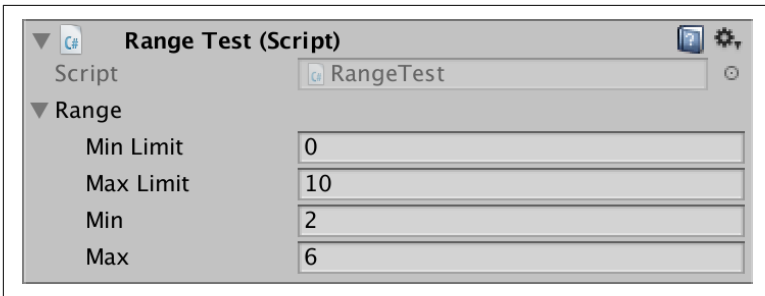 Range Test (Script)
Script RangeTest
Range
Min Limit 0
Max Limit 10
Min 2
Max 6